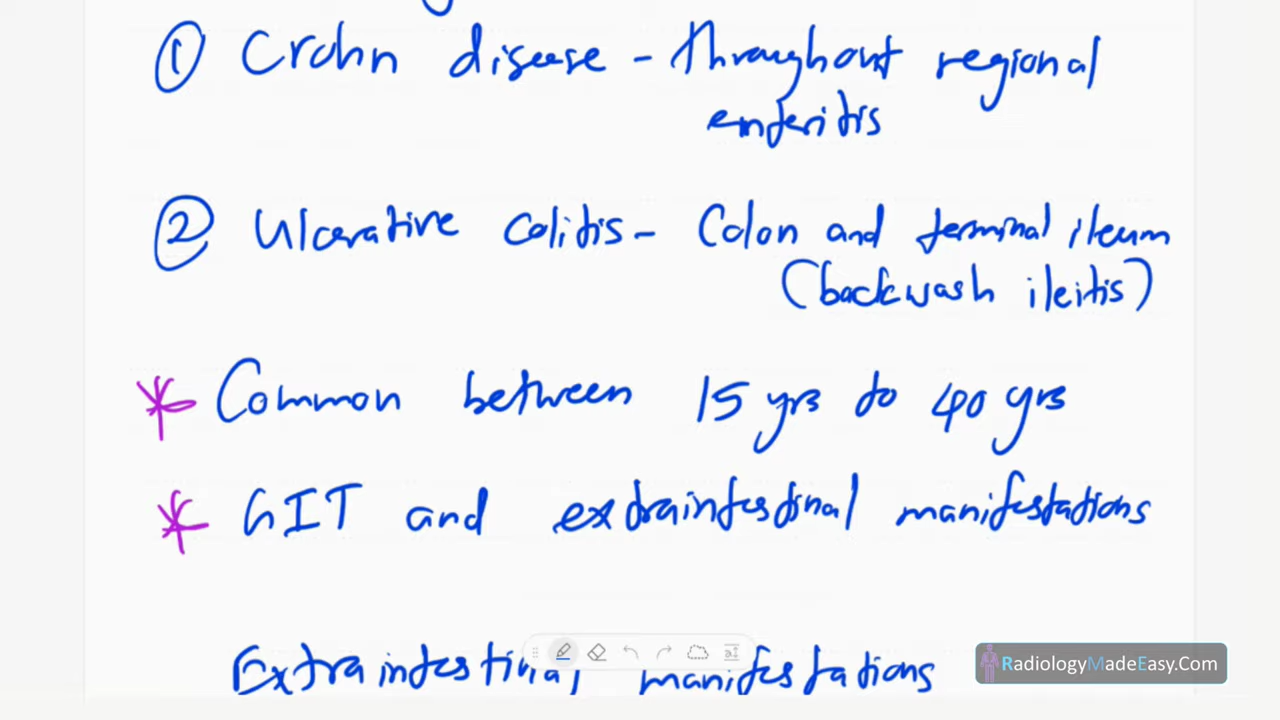 ① Crohn disease - Throughout regional
enteritis
② Ulcerative colitis - Colon and terminal ileum
(backwash ileitis)
* Common between 15 yrs to 40 yrs
* GIT and extraintestinal manifestations
Extraintestinal manifestations
RadiologyMadeEasy.Com